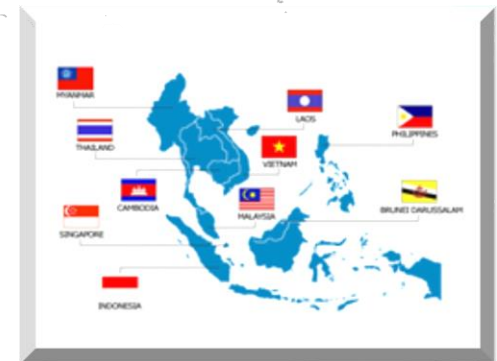 MYANMAR
LAOS
PHILIPPINES
THAILAND
VIETNAM
CAMBODIA
MALAYSIA
BRUNEI DARUSSALAM
SINGAPORE
INDONESIA